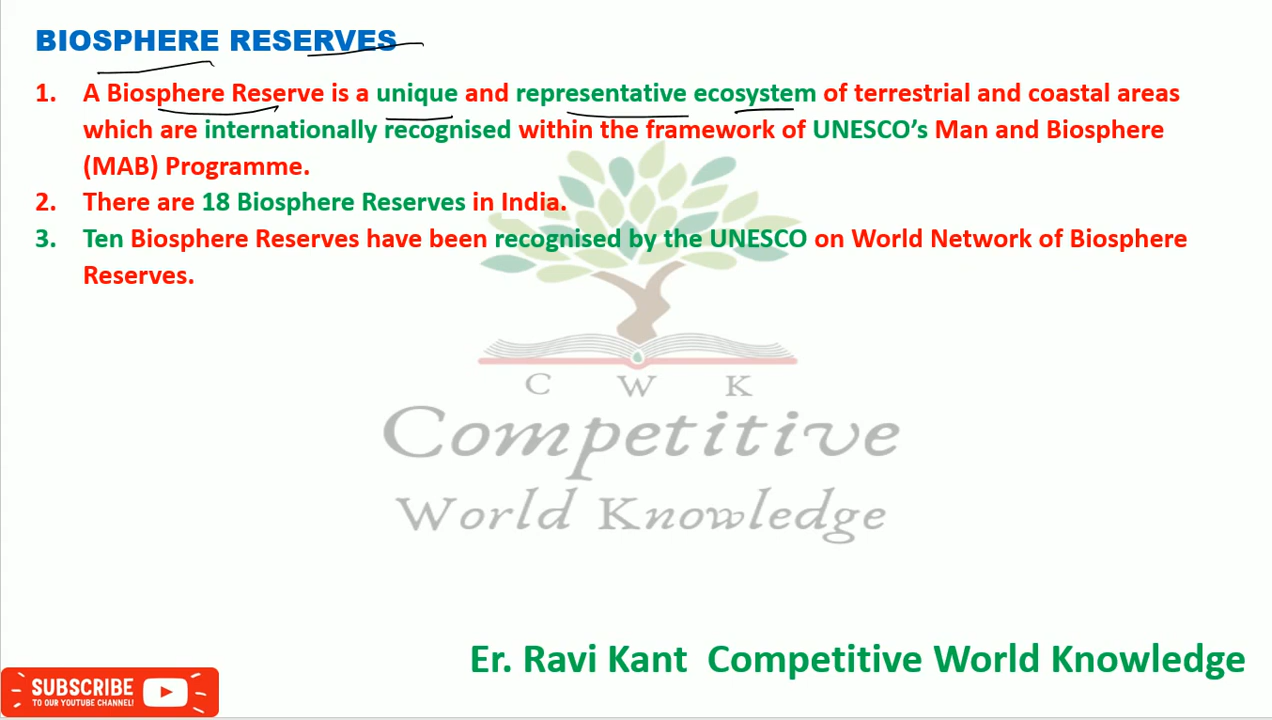 BIOSPHERE RESERVES
1. A Biosphere Reserve is a unique and representative ecosystem of terrestrial and coastal areas
which are internationally recognised within the framework of UNESCO’s Man and Biosphere
(MAB) Programme.
2. There are 18 Biosphere Reserves in India.
3. Ten Biosphere Reserves have been recognised by the UNESCO on World Network of Biosphere
Reserves.
C W K
Competitive
World Knowledge
Er. Ravi Kant Competitive World Knowledge
SUBSCRIBE
TO OUR YOUTUBE CHANNEL!